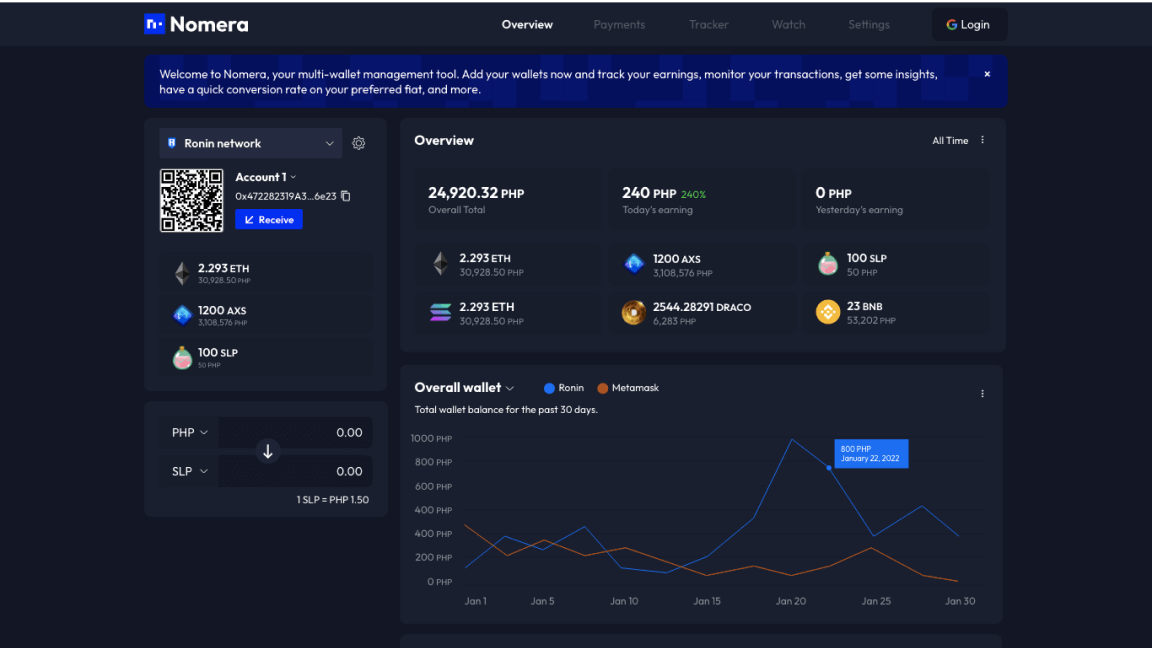 Nomera
Overview
Payments
Tracker
Watch
Settings
Login
Welcome to Nomera, your multi-wallet management tool. Add your wallets now and track your earnings, monitor your transactions, get some insights,
have a quick conversion rate on your preferred fiat, and more.
Ronin network
Account 1
0x472282319A3...6e23
Receive
2.293 ETH
30,928.50 PHP
1200 AXS
3,108,576 PHP
100 SLP
50 PHP
PHP
0.00
SLP
0.00
1 SLP = PHP 1.50
Overview
All Time
24,920.32 PHP
Overall Total
240 PHP 240%
Today's earning
0 PHP
Yesterday's earning
2.293 ETH
30,928.50 PHP
1200 AXS
3,108,576 PHP
100 SLP
50 PHP
2.293 ETH
30,928.50 PHP
2544.28291 DRACO
6,283 PHP
23 BNB
53,202 PHP
Overall wallet
Ronin
Metamask
Total wallet balance for the past 30 days.
1000 PHP
800 PHP
600 PHP
400 PHP
400 PHP
200 PHP
0 PHP
800 PHP
January 22, 2022
Jan 1
Jan 5
Jan 10
Jan 15
Jan 20
Jan 25
Jan 30